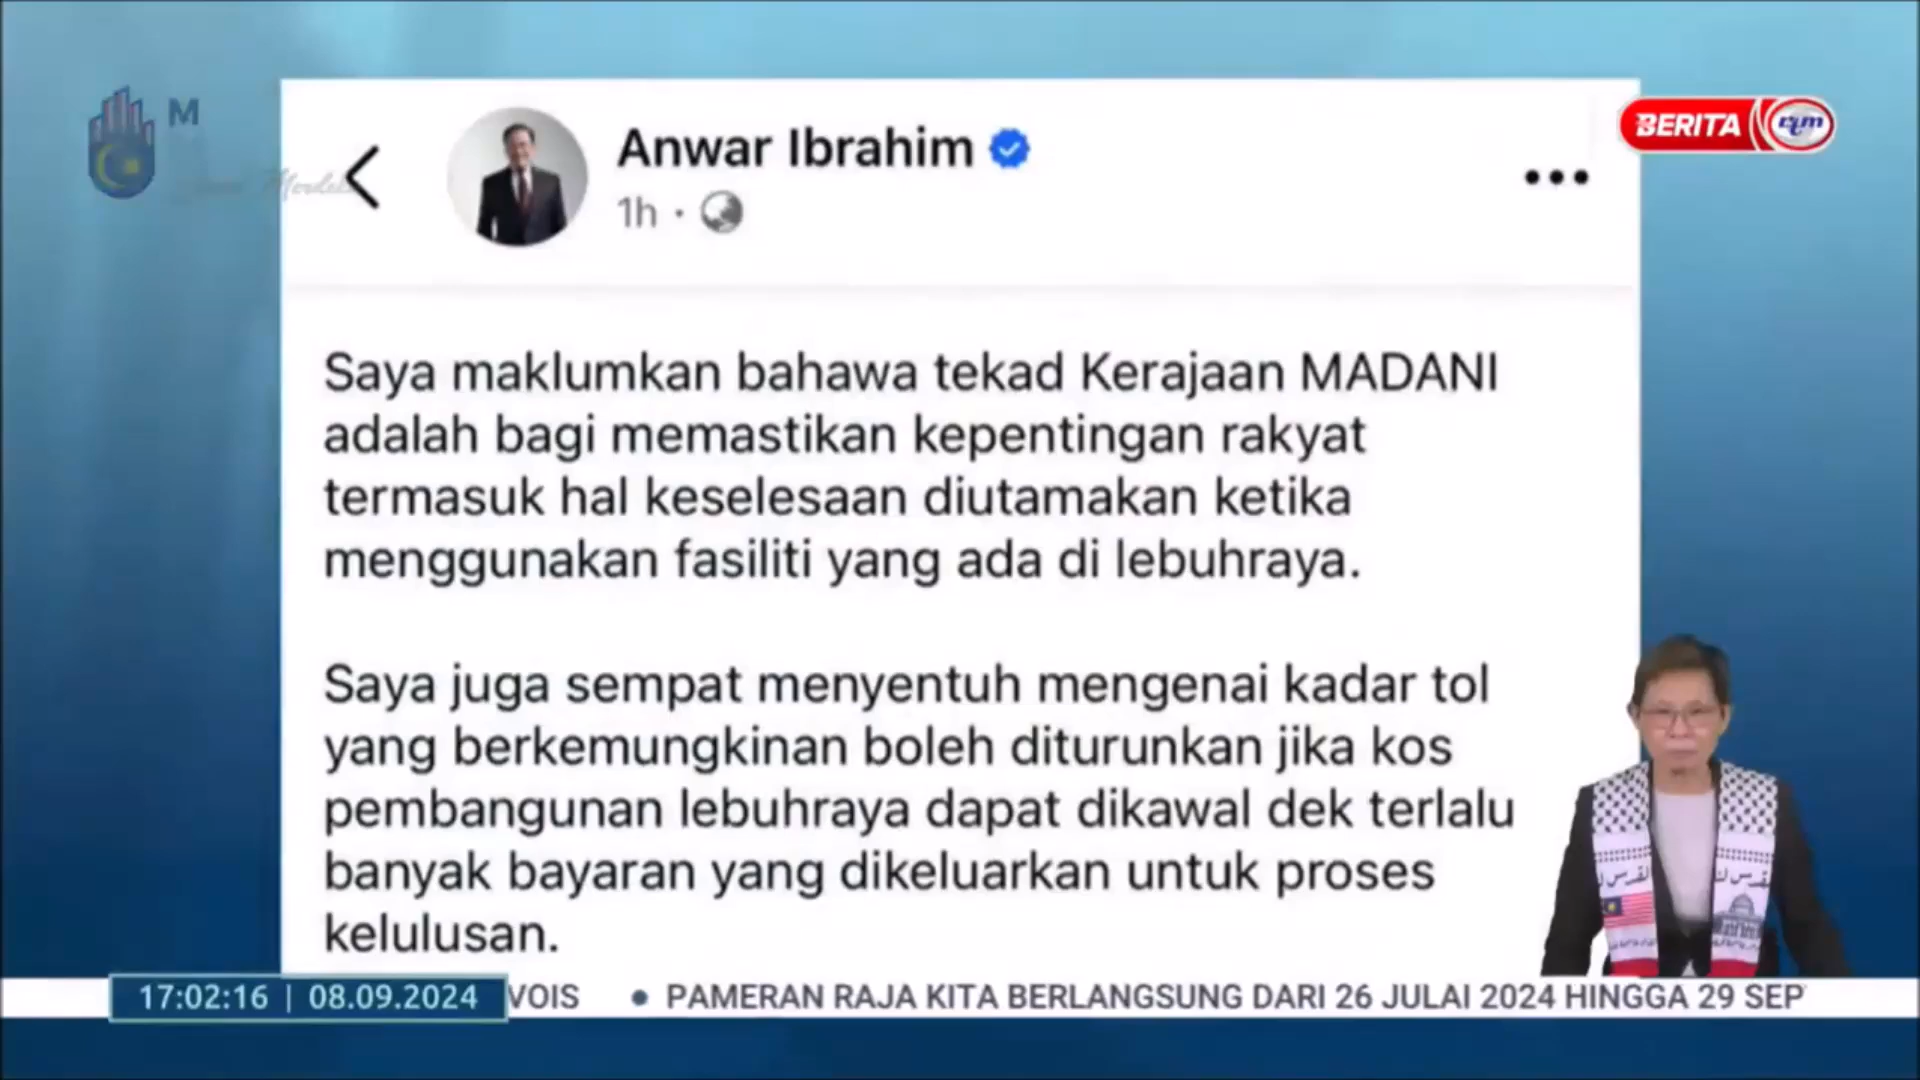 M
BERITA rtm
Anwar Ibrahim
1h
Saya maklumkan bahawa tekad Kerajaan MADANI
adalah bagi memastikan kepentingan rakyat
termasuk hal keselesaan diutamakan ketika
menggunakan fasiliti yang ada di lebuhraya.
Saya juga sempat menyentuh mengenai kadar tol
yang berkemungkinan boleh diturunkan jika kos
pembangunan lebuhraya dapat dikawal dek terlalu
banyak bayaran yang dikeluarkan untuk proses
kelulusan.
17:02:16 | 08.09.2024 VOIS • PAMERAN RAJA KITA BERLANGSUNG DARI 26 JULAI 2024 HINGGA 29 SEP